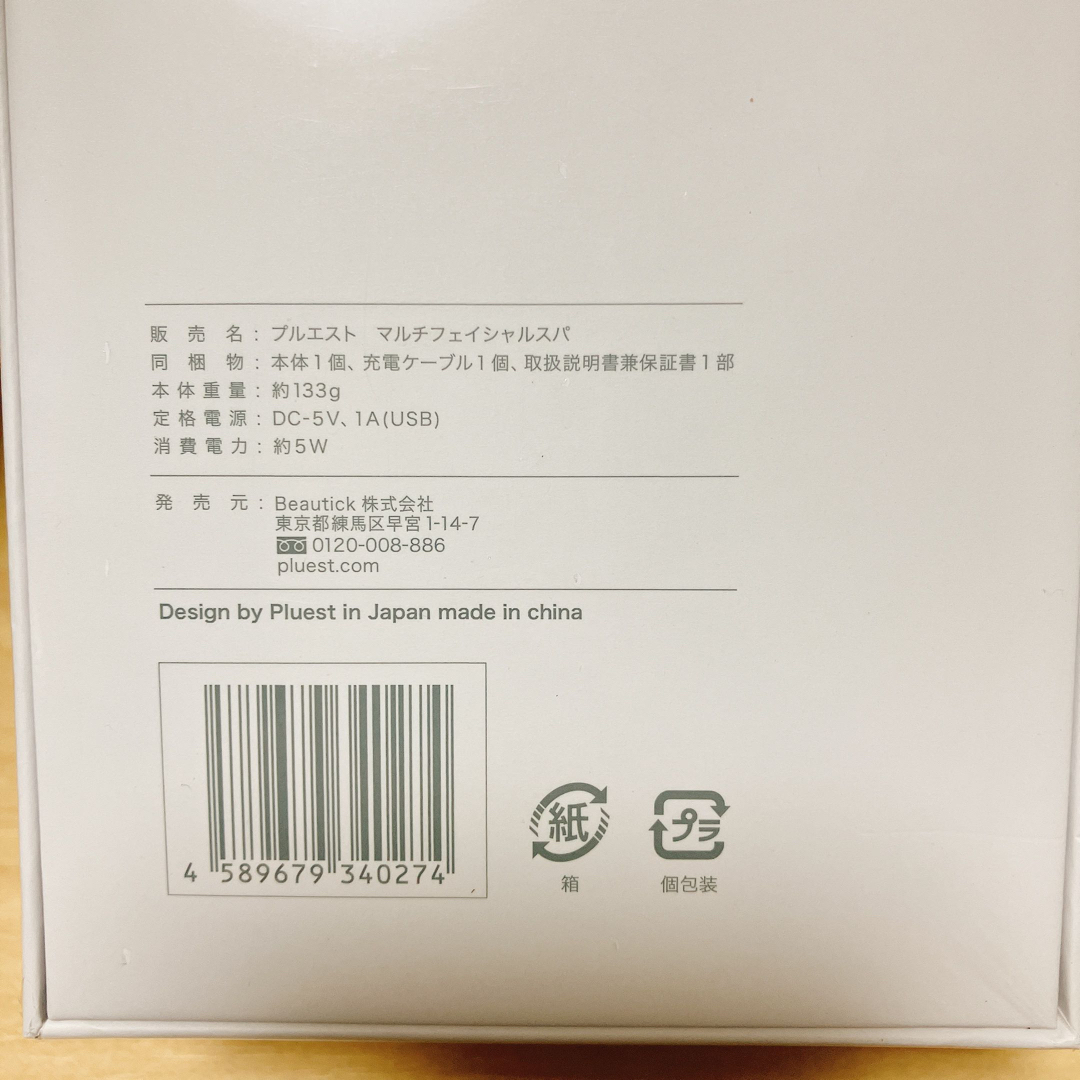 販売名：プルエスト　マルチフェイシャルスパ
同梱物：本体1個、充電ケーブル1個、取扱説明書兼保証書1部
本体重量：約133g
定格電源：DC-5V、1A(USB)
消費電力：約5W
発売元：Beautick 株式会社
東京都練馬区早宮1-14-7
0120-008-886
pluest.com
Design by Pluest in Japan made in china
4 589679 340274
紙
箱
プラ
個包装